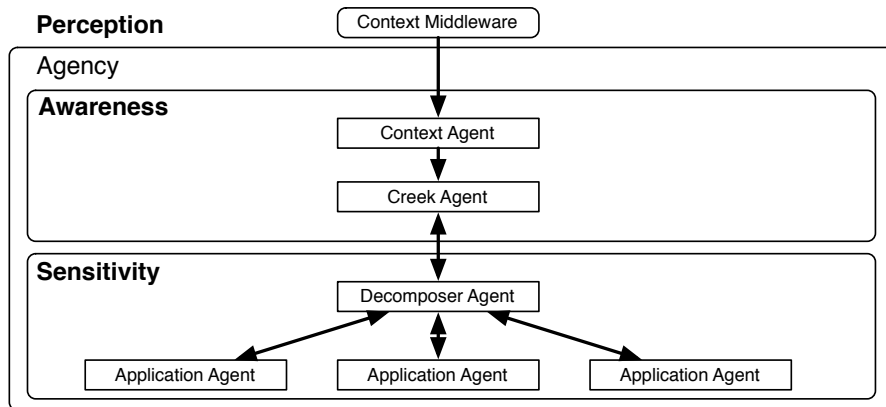 Perception
Context Middleware
Agency
Awareness
Context Agent
Creek Agent
Sensitivity
Decomposer Agent
Application Agent
Application Agent
Application Agent